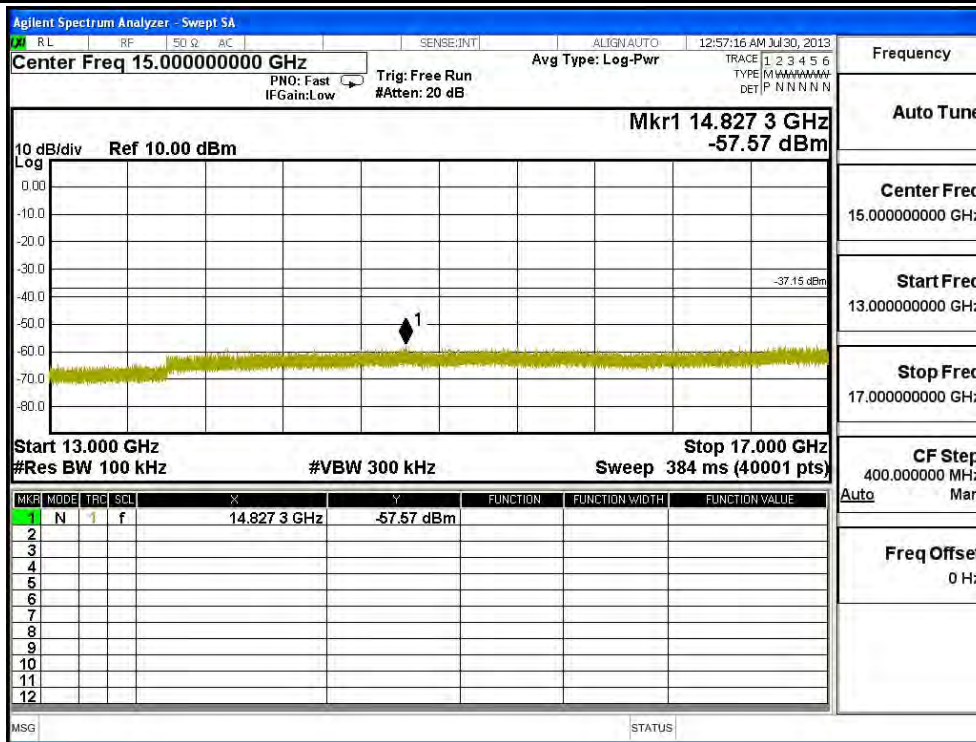 Agilent Spectrum Analyzer - Swept SA
RL RF 50 Ω AC SENSE:INT ALIGN AUTO 12:57:16 AM Jul 30, 2013
Center Freq 15.000000000 GHz
PNO: Fast
IFGain:Low
Trig: Free Run
#Atten: 20 dB
Avg Type: Log-Pwr
TRACE 1 2 3 4 5 6
TYPE M
DET P N N N N N
Mkr1 14.827 3 GHz
-57.57 dBm
10 dB/div Ref 10.00 dBm
Log
0.00
-10.0
-20.0
-30.0
-37.15 dBm
-40.0
-50.0
1
-60.0
-70.0
-80.0
Start 13.000 GHz Stop 17.000 GHz
#Res BW 100 kHz #VBW 300 kHz Sweep 384 ms (40001 pts)
MKR MODE TRC SCL X Y FUNCTION FUNCTION WIDTH FUNCTION VALUE
1 N 1 f 14.827 3 GHz -57.57 dBm
2
3
4
5
6
7
8
9
10
11
12
MSG STATUS
Frequency
Auto Tune
Center Freq
15.000000000 GHz
Start Freq
13.000000000 GHz
Stop Freq
17.000000000 GHz
CF Step
400.000000 MHz
Auto Man
Freq Offset
0 Hz